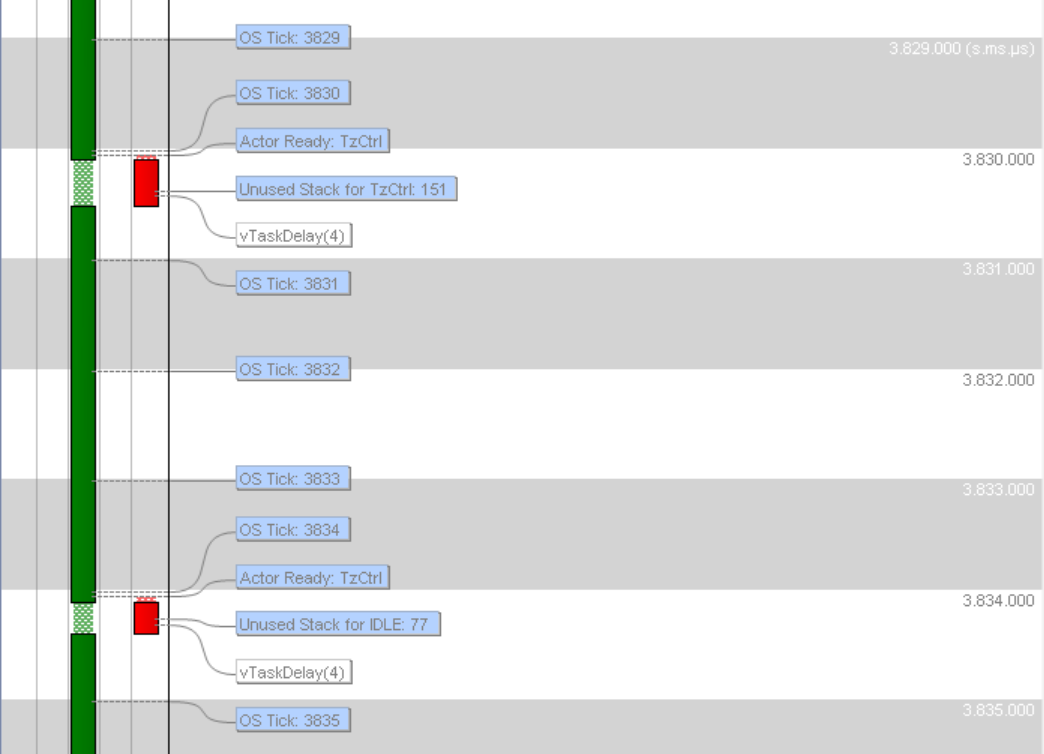 OS Tick: 3829
3.829.000 (s.ms.µs)
OS Tick: 3830
Actor Ready: TzCtrl
3.830.000
Unused Stack for TzCtrl: 151
vTaskDelay(4)
3.831.000
OS Tick: 3831
OS Tick: 3832
3.832.000
OS Tick: 3833
3.833.000
OS Tick: 3834
Actor Ready: TzCtrl
3.834.000
Unused Stack for IDLE: 77
vTaskDelay(4)
3.835.000
OS Tick: 3835